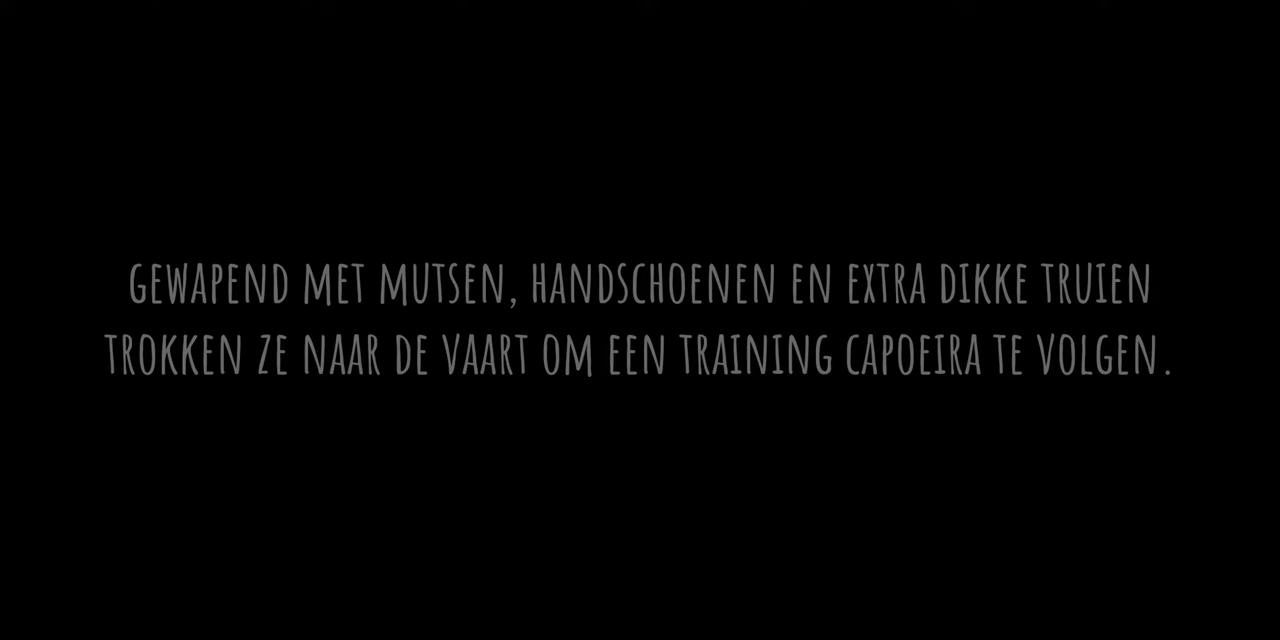 GEWAPEND MET MUTSEN, HANDSCHOENEN EN EXTRA DIKKE TRUIEN
TROKKEN ZE NAAR DE VAART OM EEN TRAINING CAPOEIRA TE VOLGEN.